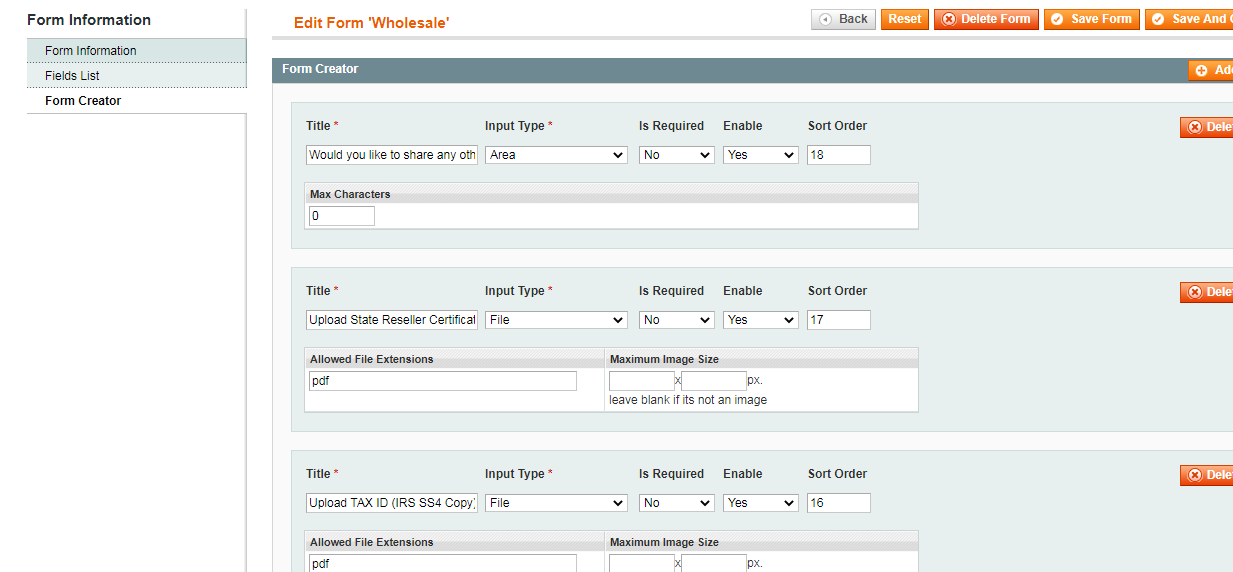 Form Information
Edit Form 'Wholesale'
Back
Reset
Delete Form
Save Form
Save And
Form Information
Fields List
Form Creator
Form Creator
Title * Input Type * Is Required Enable Sort Order
Would you like to share any oth Area No Yes 18
Max Characters
0
Title * Input Type * Is Required Enable Sort Order
Upload State Reseller Certificat File No Yes 17
Allowed File Extensions Maximum Image Size
pdf x px.
leave blank if its not an image
Title * Input Type * Is Required Enable Sort Order
Upload TAX ID (IRS SS4 Copy) File No Yes 16
Allowed File Extensions Maximum Image Size
pdf x px.